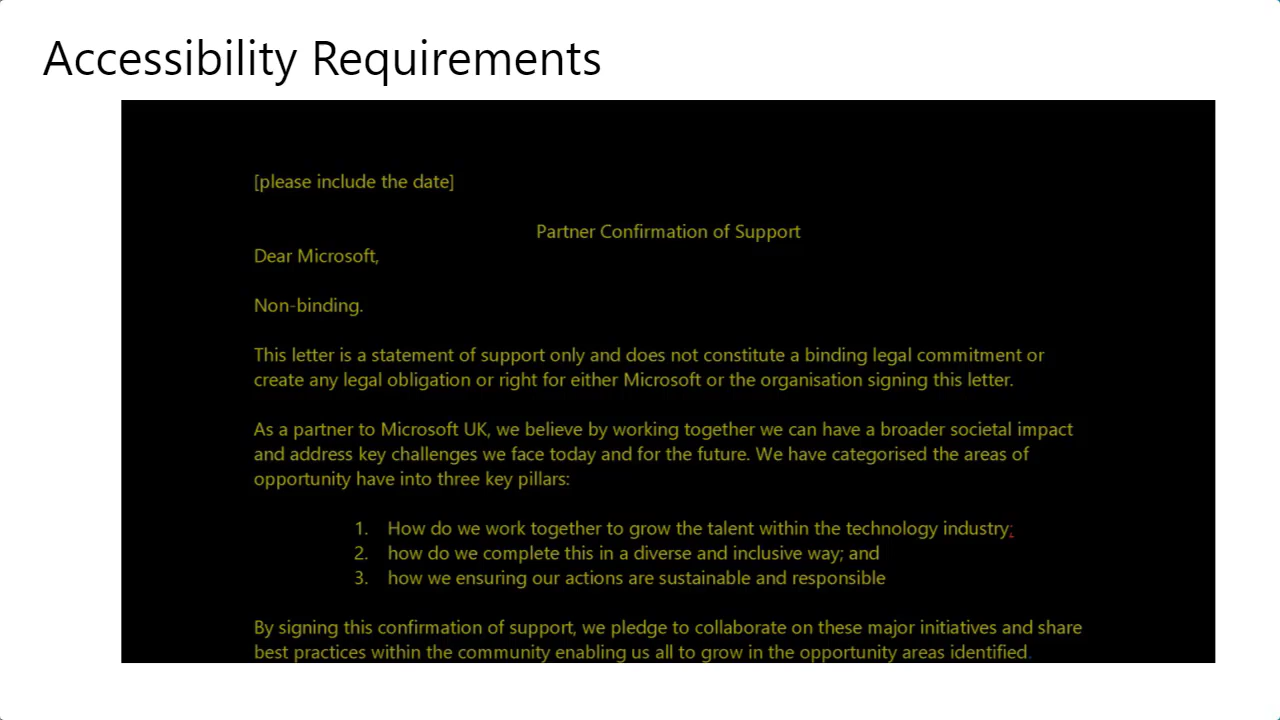 Accessibility Requirements
[please include the date]
Partner Confirmation of Support
Dear Microsoft,
Non-binding.
This letter is a statement of support only and does not constitute a binding legal commitment or
create any legal obligation or right for either Microsoft or the organisation signing this letter.
As a partner to Microsoft UK, we believe by working together we can have a broader societal impact
and address key challenges we face today and for the future. We have categorised the areas of
opportunity have into three key pillars:
1. How do we work together to grow the talent within the technology industry;
2. how do we complete this in a diverse and inclusive way; and
3. how we ensuring our actions are sustainable and responsible
By signing this confirmation of support, we pledge to collaborate on these major initiatives and share
best practices within the community enabling us all to grow in the opportunity areas identified.